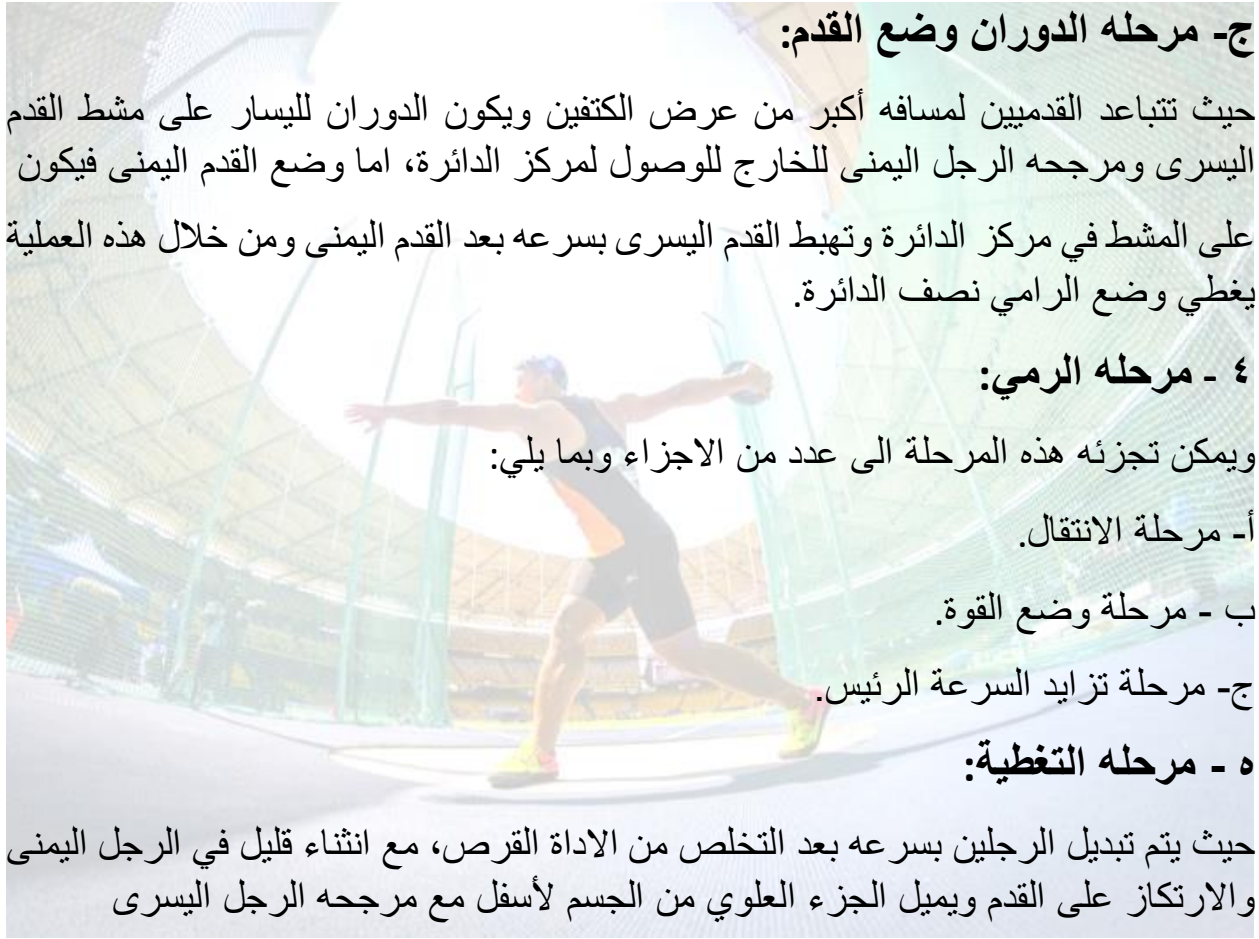 ج- مرحله الدوران وضع القدم:
حيث تتباعد القدميين لمسافه أكبر من عرض الكتفين ويكون الدوران لليسار على مشط القدم
اليسرى ومرجحه الرجل اليمنى للخارج للوصول لمركز الدائرة، اما وضع القدم اليمنى فيكون
على المشط في مركز الدائرة وتهبط القدم اليسرى بسرعه بعد القدم اليمنى ومن خلال هذه العملية
يغطي وضع الرامي نصف الدائرة.
٤ - مرحله الرمي:
ويمكن تجزئه هذه المرحلة الى عدد من الاجزاء وبما يلي:
أ- مرحلة الانتقال.
ب - مرحلة وضع القوة.
ج- مرحلة تزايد السرعة الرئيس.
ه - مرحله التغطية:
حيث يتم تبديل الرجلين بسرعه بعد التخلص من الاداة القرص، مع انثناء قليل في الرجل اليمنى
والارتكاز على القدم ويميل الجزء العلوي من الجسم لأسفل مع مرجحه الرجل اليسرى